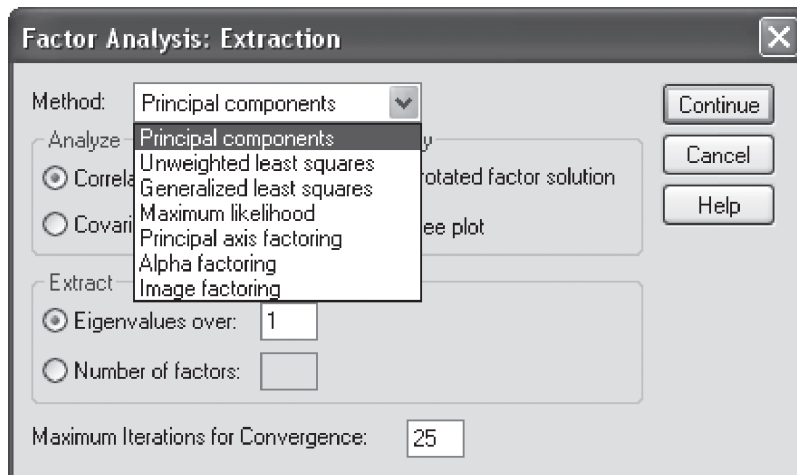 Factor Analysis: Extraction
Method: Principal components
Continue
Analyze
Principal components
Unweighted least squares
Cancel
rotated factor solution
Generalized least squares
Help
Maximum likelihood
ee plot
Principal axis factoring
Alpha factoring
Extract
Image factoring
Eigenvalues over: 1
Number of factors:
Maximum Iterations for Convergence: 25